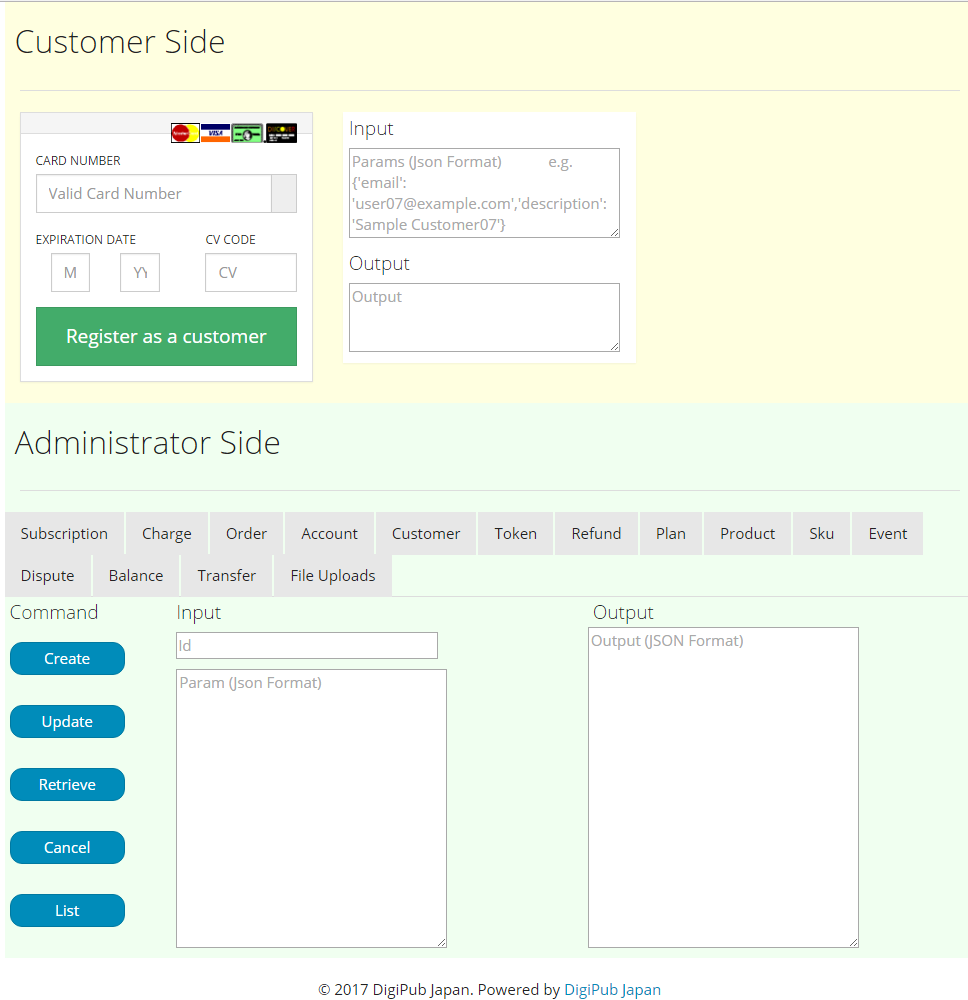 Customer Side
VISA
CARD NUMBER
Valid Card Number
EXPIRATION DATE CV CODE
M YY CV
Register as a customer
Input
Params (Json Format) e.g.
{'email':
'user07@example.com','description':
'Sample Customer07'}
Output
Output
Administrator Side
Subscription Charge Order Account Customer Token Refund Plan Product Sku Event
Dispute Balance Transfer File Uploads
Command Input Output
Create
Update
Retrieve
Cancel
List
Id
Param (Json Format)
Output (JSON Format)
© 2017 DigiPub Japan. Powered by DigiPub Japan